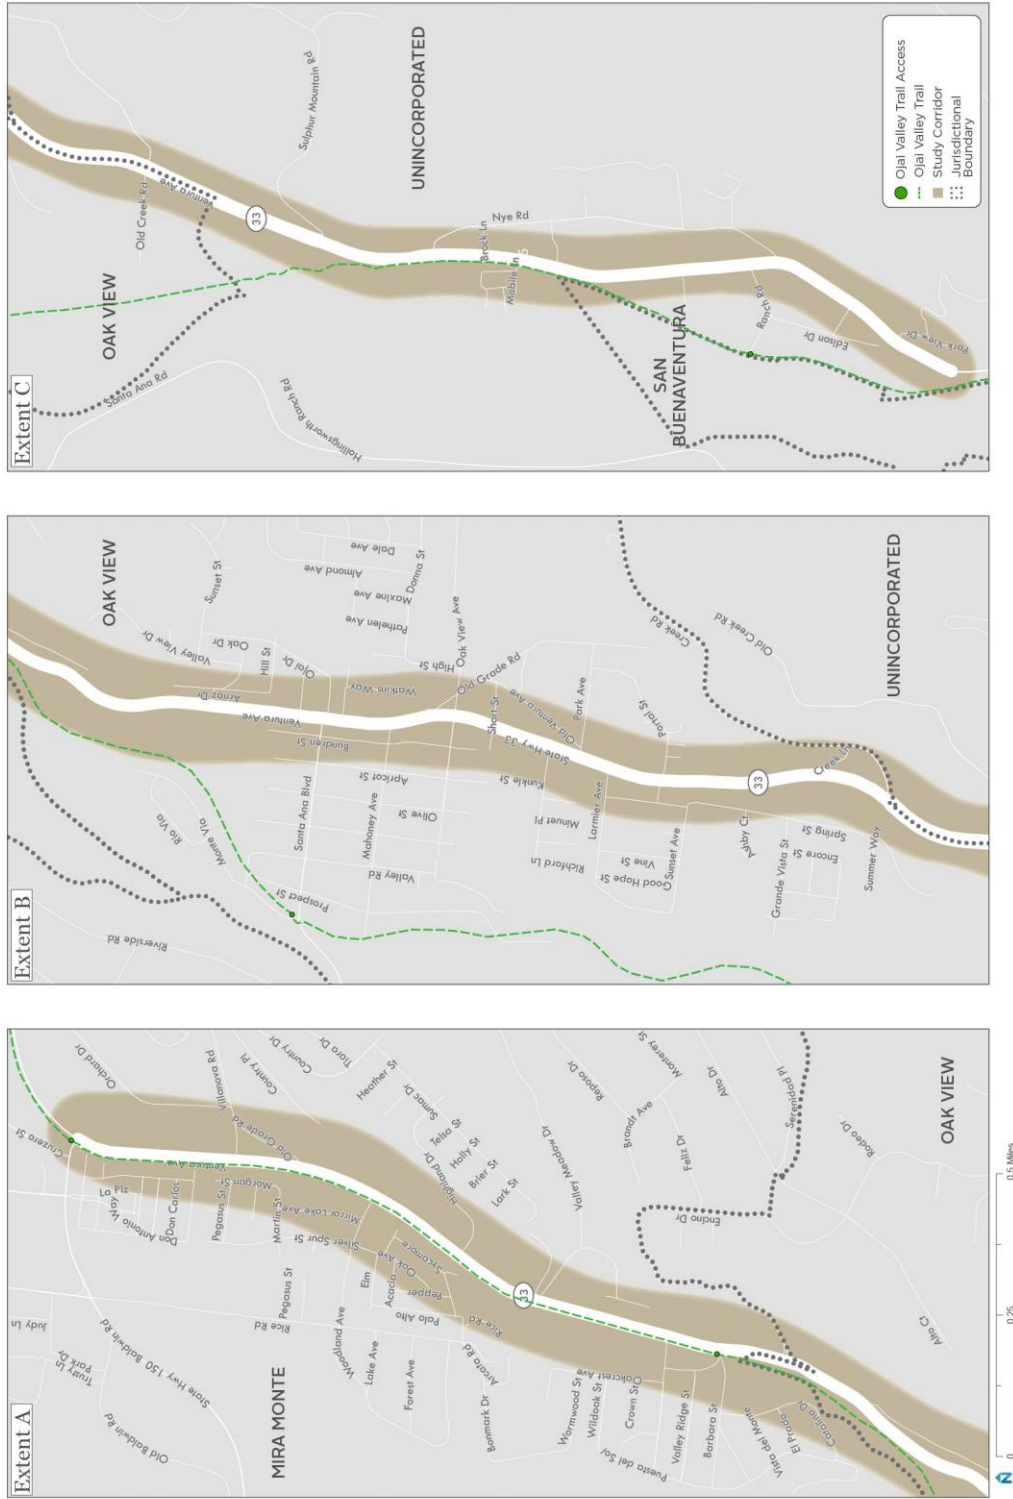 Extent A
Cruzero St
Orchard Dr
Villanova Rd
Country Pl
Country Dr
Tiara Dr
Heather St
Sumac Dr
Telsa St
Holly St
Brier St
Lark St
Highland Dr
Old Grade Rd
Ventura Ave
La Plz
Don Antonio Way
Don Carlos
Pegasus St
Morgan St
Martin St
Mirror Lake Ave
Silver Spur St
Pegasus St
Judy Ln
Trusty Ln
Park Dr
State Hwy 150 Baldwin Rd
Old Baldwin Rd
Rice Rd
MIRA MONTE
Woodland Ave
Elm
Lake Ave
Acacia
Oak Ave
Sycamore
Pepper
Palo Alto
Forest Ave
Rice Rd
Arcata Rd
Bonmark Dr
33
Valley Meadow Dr
Reposo Dr
Monterey St
Brandt Ave
Alto Dr
Feliz Dr
Serenidad Pl
Encino Dr
Rodeo Dr
Alto Ct
OAK VIEW
Wormwood St
Wildoak St
Oakcrest Ave
Crown St
Puesta del Sol
Valley Ridge St
Barbara St
Vista del Monte
El Prado
Catalina Dr
N
0
0.25
0.5 Miles
Extent B
OAK VIEW
Sunset St
Valley View Dr
Oak Dr
Hill St
Ojai Dr
Arnaz Dr
Ventura Ave
Rio Via
Monte Via
Riverside Rd
Prospect St
Santa Ana Blvd
Bundren St
Watkins Way
High St
Pathelen Ave
Maxine Ave
Almond Ave
Dale Ave
Donna St
Oak View Ave
Apricot St
Mahoney Ave
Olive St
Valley Rd
Old Grade Rd
Short St
Old Ventura Ave
State Hwy 33
Kunkle St
Park Ave
Minuet Pl
Larmier Ave
Richford Ln
Vine St
Good Hope St
Sunset Ave
Portal St
Creek Rd
Old Creek Rd
33
Ashby Ct
Grande Vista St
Spring St
Encore St
Creek Ln
Summer Way
UNINCORPORATED
Extent C
OAK VIEW
Old Creek Rd
Ventura Ave
33
Sulphur Mountain Rd
UNINCORPORATED
Santa Ana Rd
Hollingsworth Ranch Rd
Nye Rd
Brock Ln
Mobile Ln
SAN
BUENAVENTURA
Ranch Rd
Edison Dr
Park View Dr
Ojai Valley Trail Access
Ojai Valley Trail
Study Corridor
Jurisdictional
Boundary